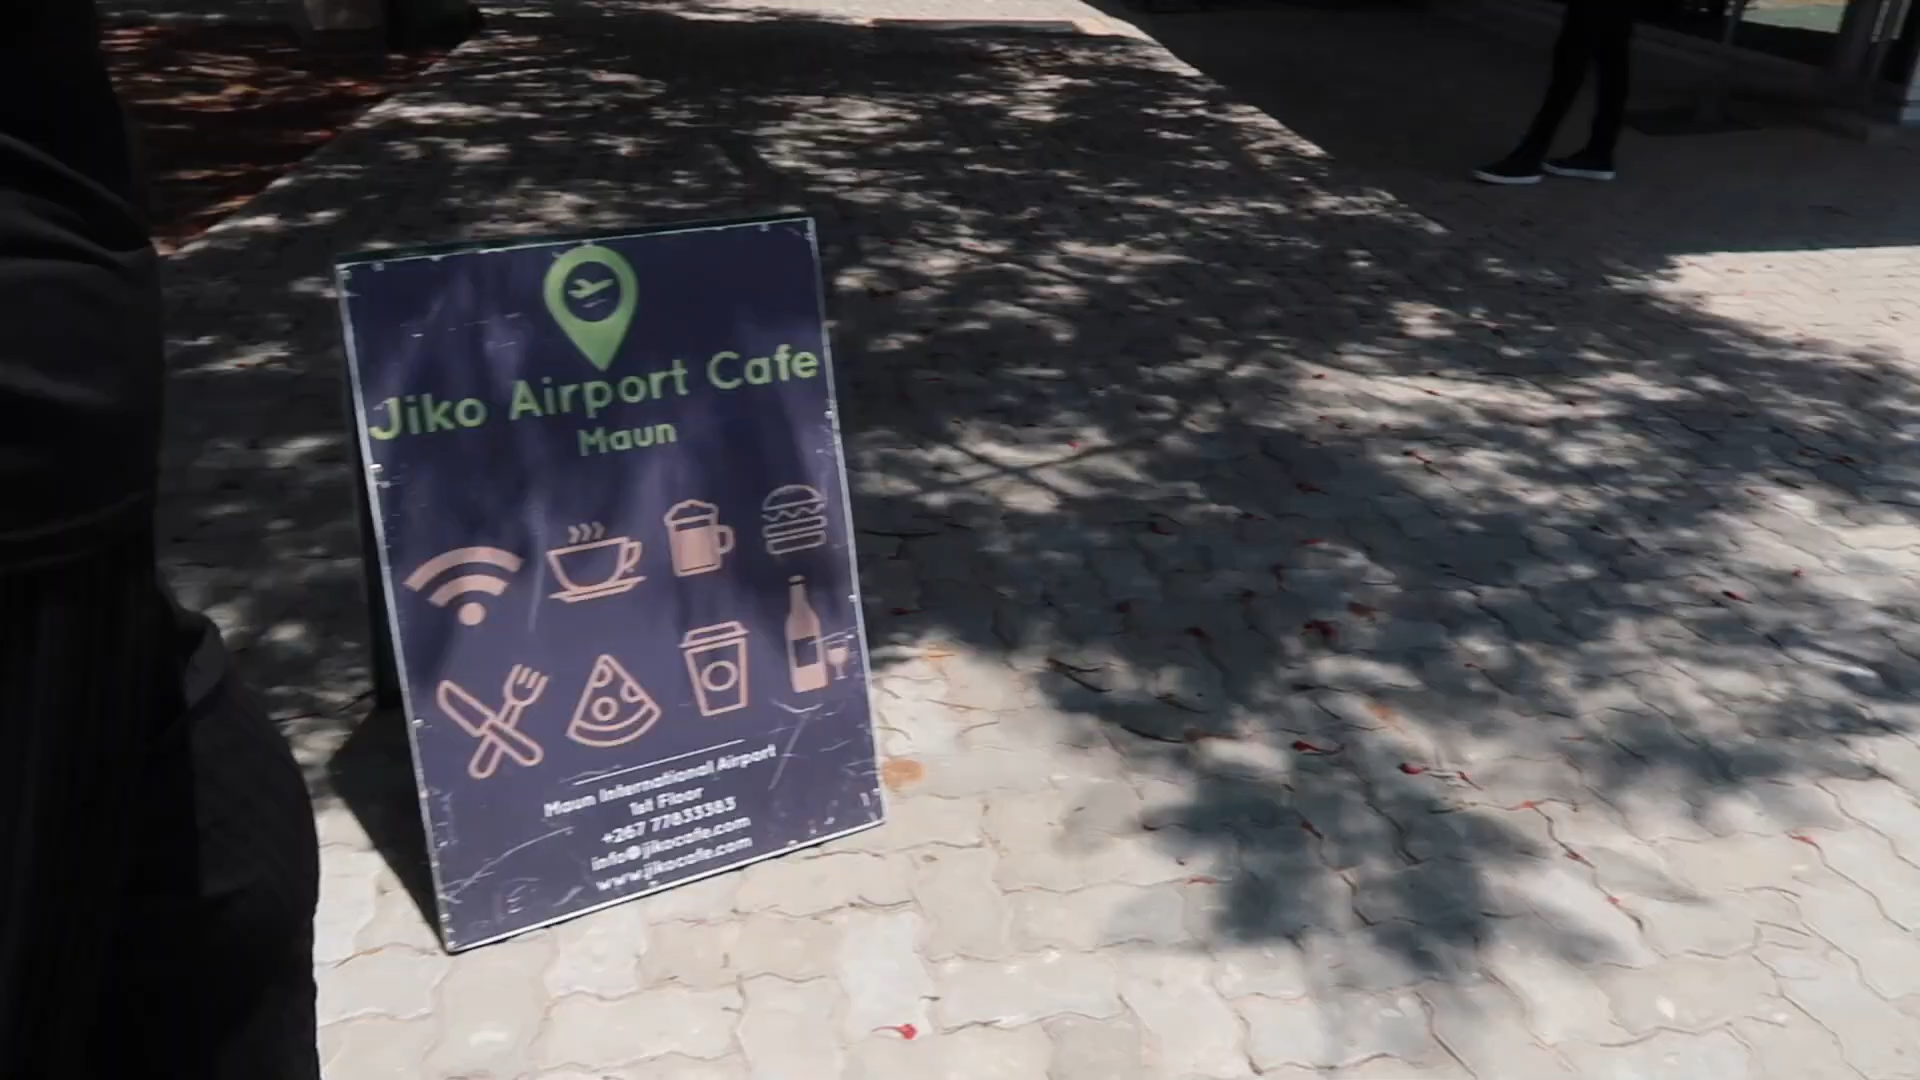 Jiko Airport Cafe
Maun
Maun International Airport
1st Floor
+267 77833383
info@jikocafe.com
www.jikocafe.com